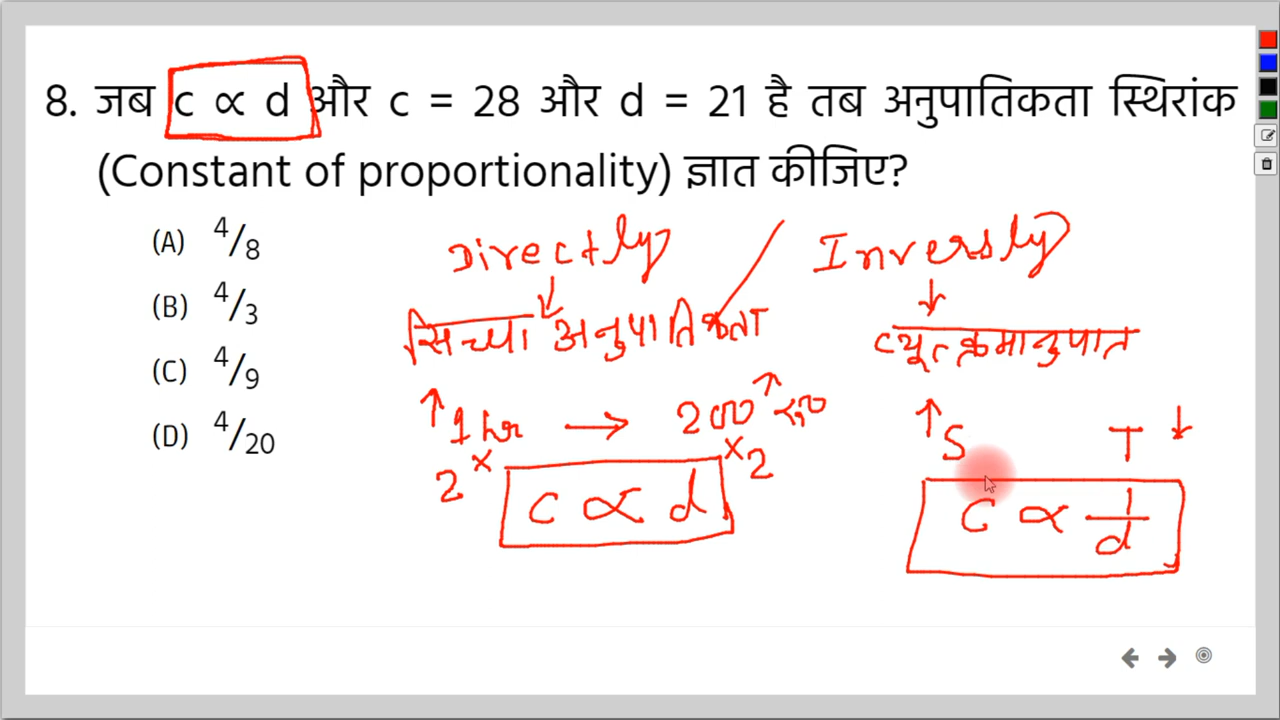 8. जब c ∝ d और c = 28 और d = 21 है तब अनुपातिकता स्थिरांक
(Constant of proportionality) ज्ञात कीजिए?
(A) 4/8
(B) 4/3
(C) 4/9
(D) 4/20
Directly
Inversly
अनुपातिकता
व्यूत्क्रमानुपात
1 hr → 200
2 × × 2
S T
c ∝ d
c ∝ 1/d